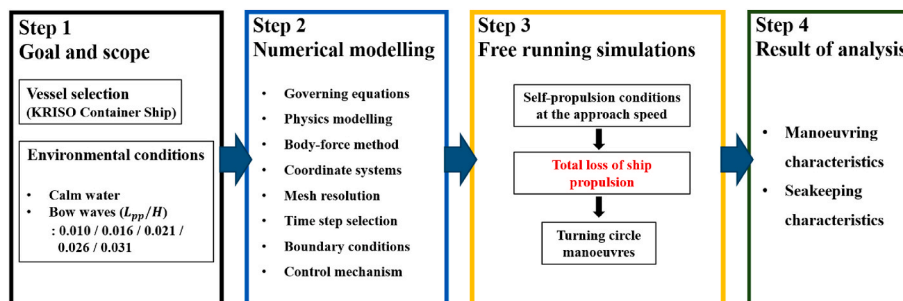 Step 1
Goal and scope
Vessel selection
(KRISO Container Ship)
Environmental conditions
• Calm water
• Bow waves (Lpp/H)
: 0.010 / 0.016 / 0.021 /
0.026 / 0.031
Step 2
Numerical modelling
• Governing equations
• Physics modelling
• Body-force method
• Coordinate systems
• Mesh resolution
• Time step selection
• Boundary conditions
• Control mechanism
Step 3
Free running simulations
Self-propulsion conditions
at the approach speed
Total loss of ship
propulsion
Turning circle
manoeuvres
Step 4
Result of analysis
• Manoeuvring
characteristics
• Seakeeping
characteristics